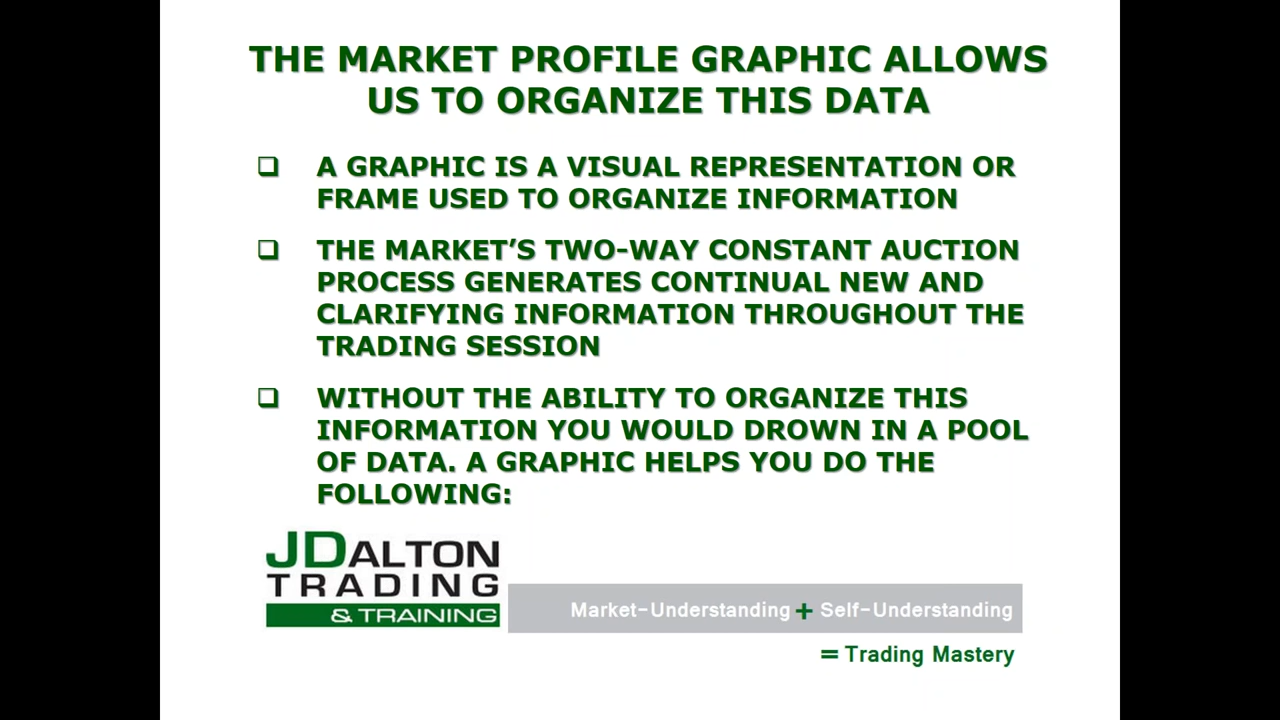 THE MARKET PROFILE GRAPHIC ALLOWS
US TO ORGANIZE THIS DATA
A GRAPHIC IS A VISUAL REPRESENTATION OR
FRAME USED TO ORGANIZE INFORMATION
THE MARKET’S TWO-WAY CONSTANT AUCTION
PROCESS GENERATES CONTINUAL NEW AND
CLARIFYING INFORMATION THROUGHOUT THE
TRADING SESSION
WITHOUT THE ABILITY TO ORGANIZE THIS
INFORMATION YOU WOULD DROWN IN A POOL
OF DATA. A GRAPHIC HELPS YOU DO THE
FOLLOWING:
JDALTON
TRADING
& TRAINING
Market-Understanding + Self-Understanding
= Trading Mastery